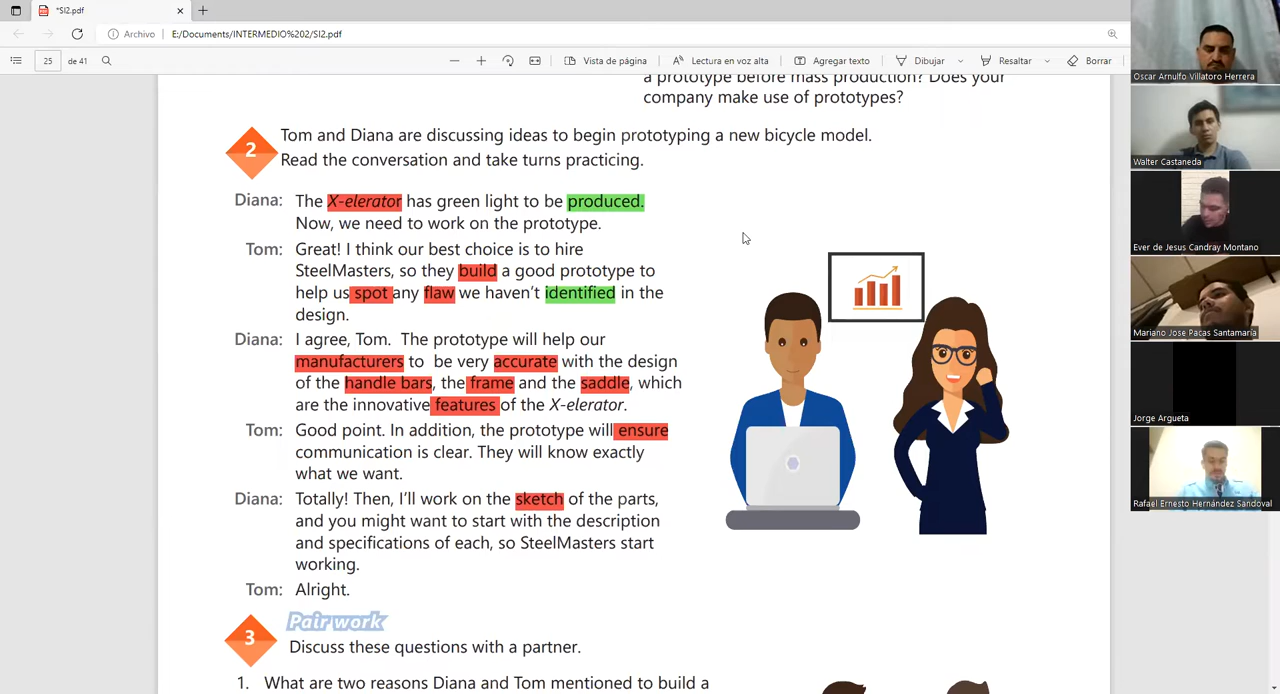 *SI2.pdf
Archivo
E:/Documents/INTERMEDIO%202/SI2.pdf
25
de 41
Vista de página
Lectura en voz alta
Agregar texto
Dibujar
Resaltar
Borrar
a prototype before mass production? Does your
company make use of prototypes?
2
Tom and Diana are discussing ideas to begin prototyping a new bicycle model.
Read the conversation and take turns practicing.
Diana: The X-elerator has green light to be produced.
Now, we need to work on the prototype.
Tom: Great! I think our best choice is to hire
SteelMasters, so they build a good prototype to
help us spot any flaw we haven't identified in the
design.
Diana: I agree, Tom. The prototype will help our
manufacturers to be very accurate with the design
of the handle bars, the frame and the saddle, which
are the innovative features of the X-elerator.
Tom: Good point. In addition, the prototype will ensure
communication is clear. They will know exactly
what we want.
Diana: Totally! Then, I'll work on the sketch of the parts,
and you might want to start with the description
and specifications of each, so SteelMasters start
working.
Tom: Alright.
Pair work
3
Discuss these questions with a partner.
1. What are two reasons Diana and Tom mentioned to build a
Oscar Arnulfo Villatoro Herrera
Walter Castaneda
Ever de Jesus Candray Montano
Mariano Jose Pacas Santamaría
Jorge Argueta
Rafael Ernesto Hernández Sandoval